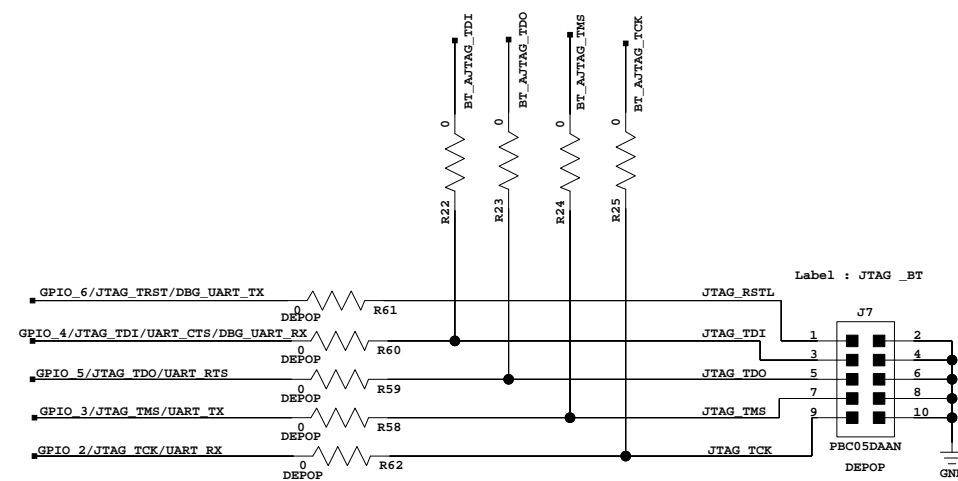 BT_AJTAG_TDI
BT_AJTAG_TDO
BT_AJTAG_TMS
BT_AJTAG_TCK
0
0
0
0
R22
R23
R24
R25
Label : JTAG _BT
GPIO_6/JTAG_TRST/DBG_UART_TX
0
DEPOP
R61
JTAG_RSTL
J7
GPIO_4/JTAG_TDI/UART_CTS/DBG_UART_RX
0
DEPOP
R60
JTAG_TDI
1
2
3
4
GPIO_5/JTAG_TDO/UART_RTS
0
DEPOP
R59
JTAG_TDO
5
6
GPIO_3/JTAG_TMS/UART_TX
0
DEPOP
R58
JTAG_TMS
7
8
9
10
GPIO_2/JTAG_TCK/UART_RX
0
DEPOP
R62
JTAG_TCK
PBC05DAAN
DEPOP